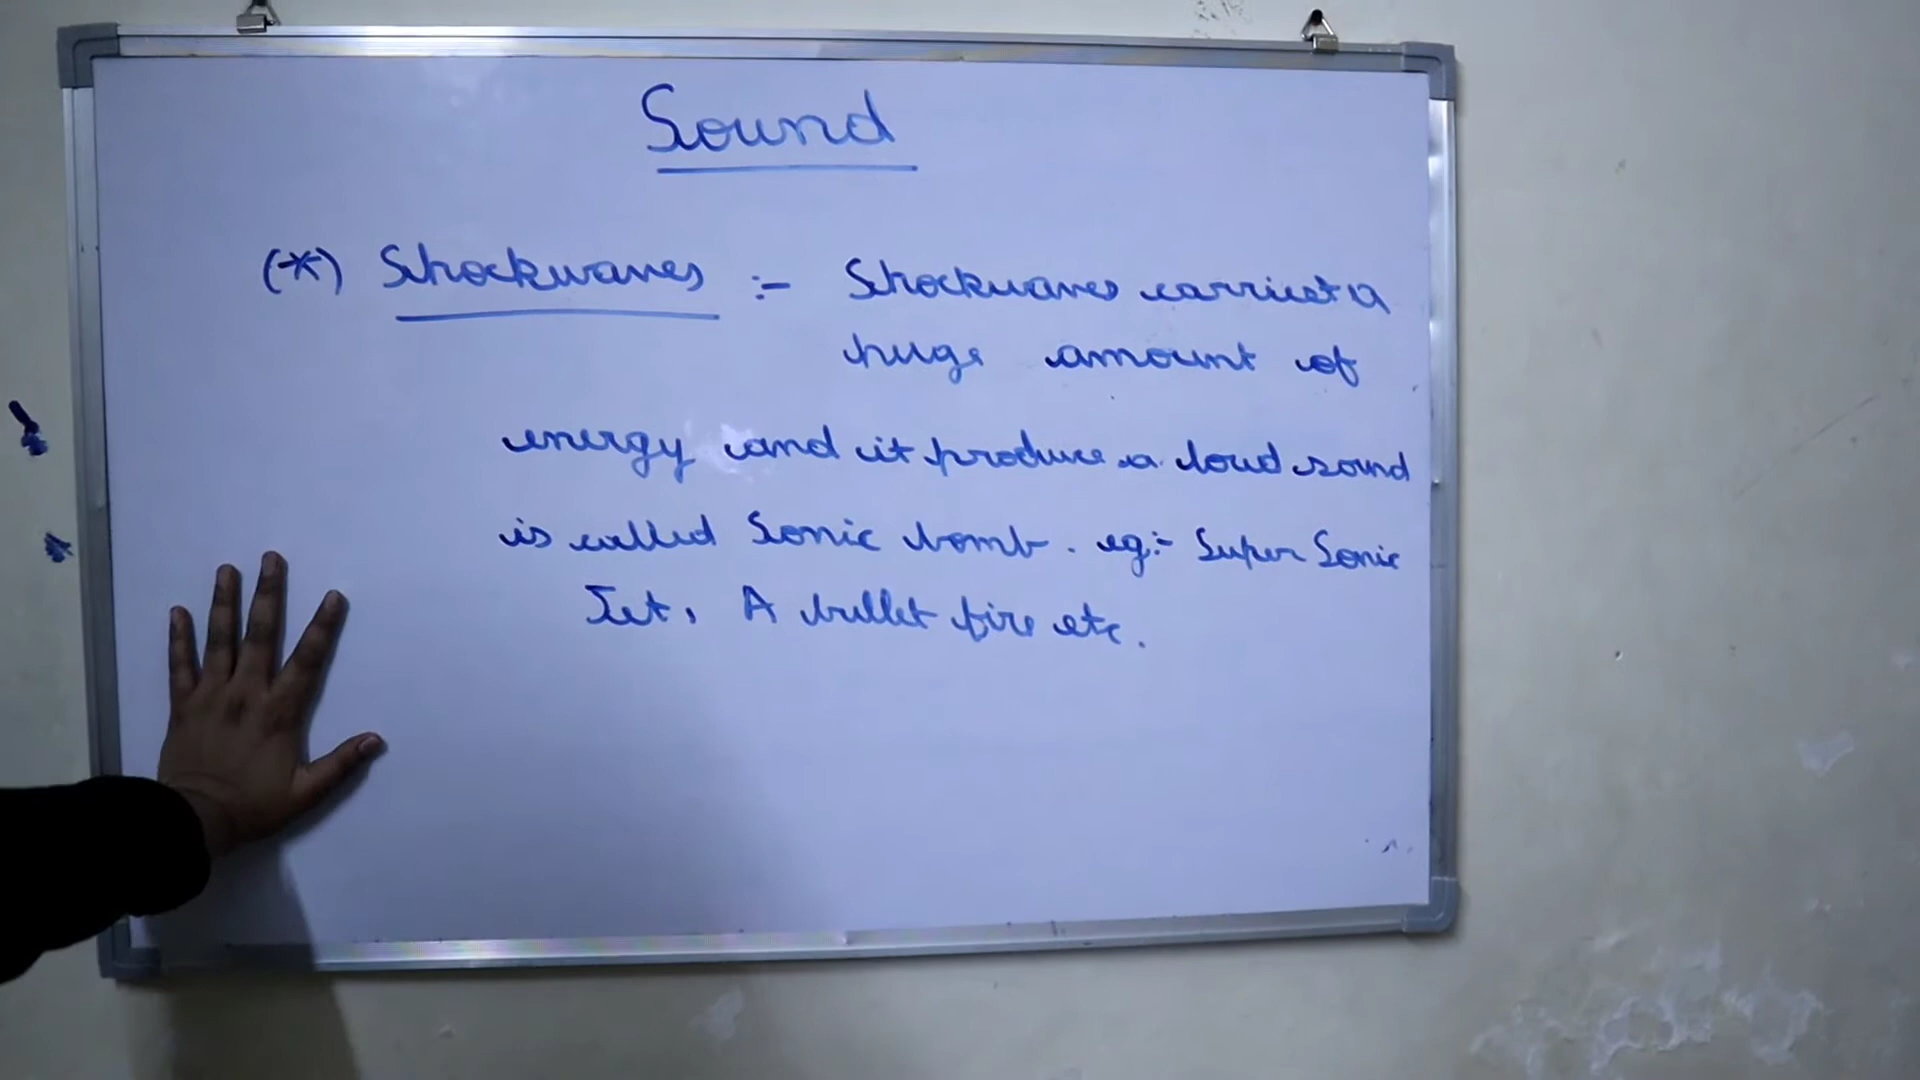 Sound
(*) Shockwaves :- Shockwaves carries a
huge amount of
energy and it produce a loud sound
is called Sonic bomb. eg:- Super Sonic
Jet, A bullet fire etc.